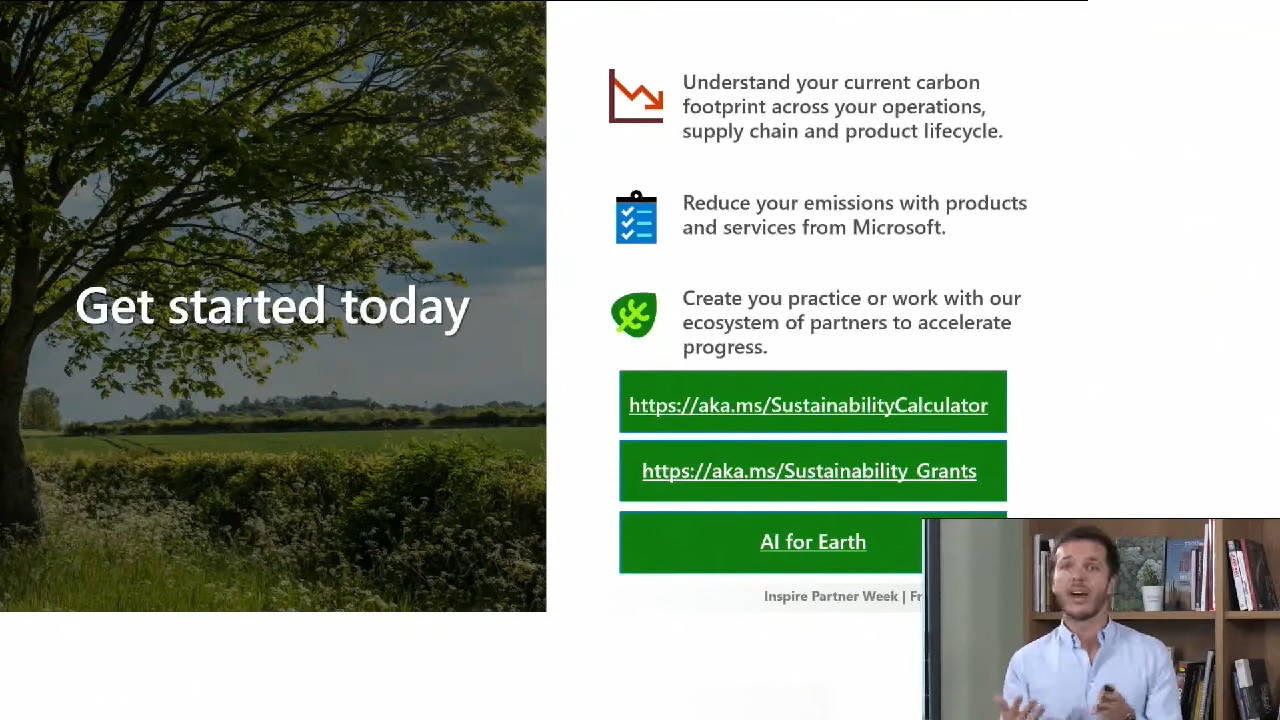 Get started today
Understand your current carbon
footprint across your operations,
supply chain and product lifecycle.
Reduce your emissions with products
and services from Microsoft.
Create you practice or work with our
ecosystem of partners to accelerate
progress.
https://aka.ms/SustainabilityCalculator
https://aka.ms/Sustainability_Grants
AI for Earth
Inspire Partner Week |